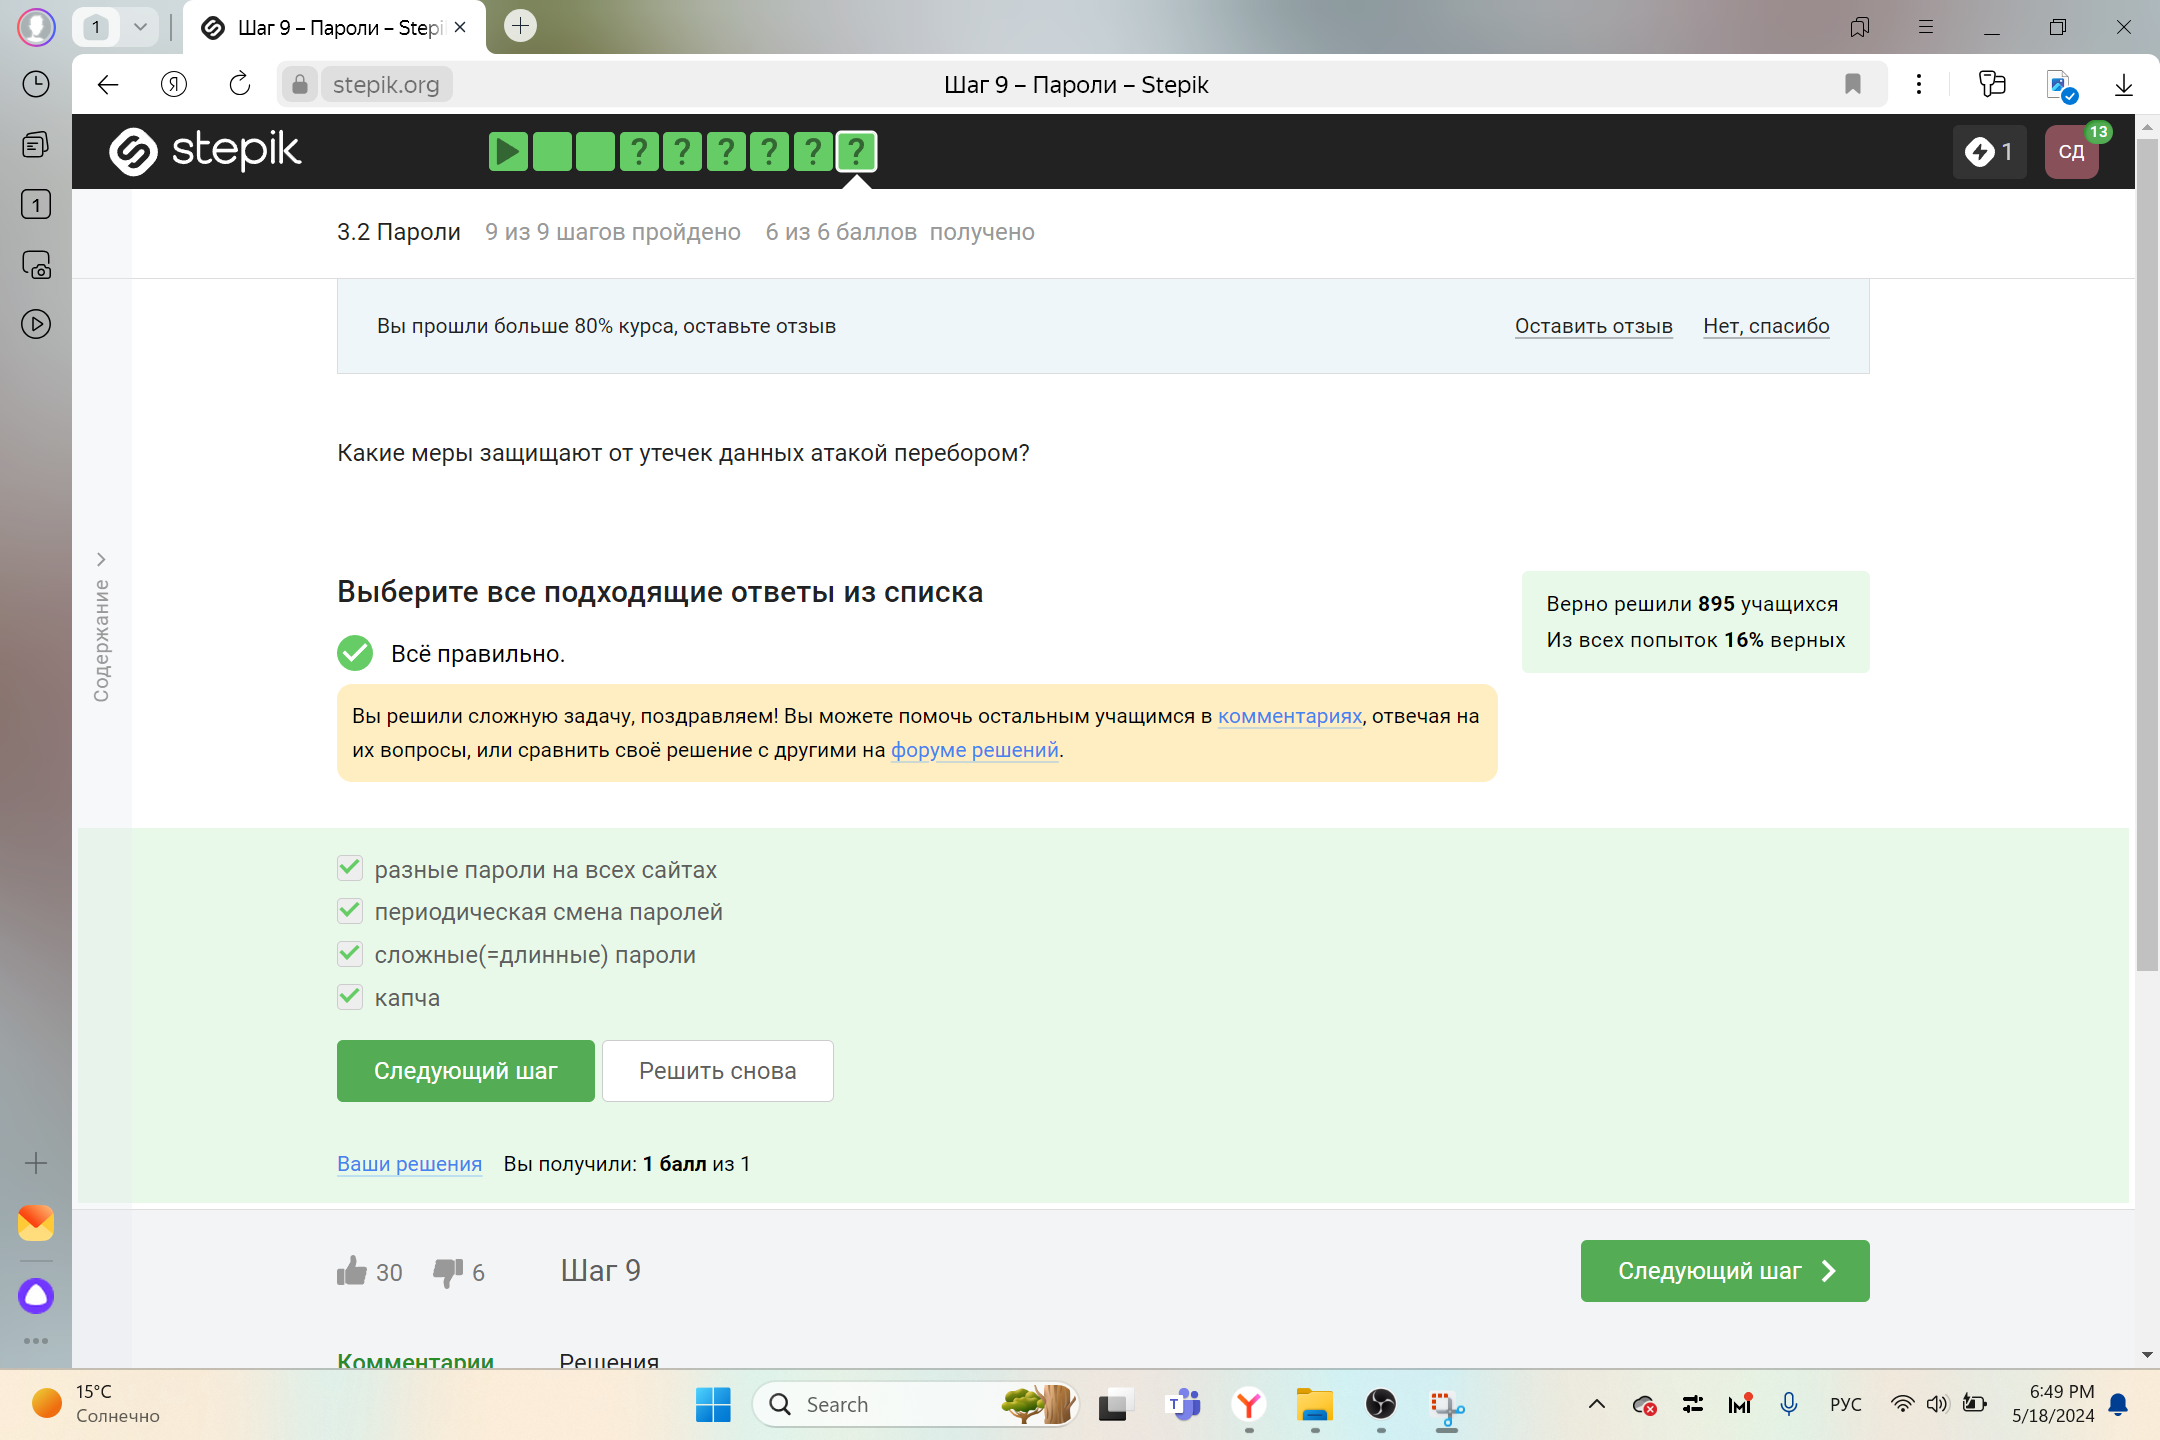 1
Шаг 9 – Пароли – Stepi
stepik.org
Шаг 9 – Пароли – Stepik
1
stepik
? ? ? ? ? ?
1
СД
13
3.2 Пароли 9 из 9 шагов пройдено 6 из 6 баллов получено
Вы прошли больше 80% курса, оставьте отзыв
Оставить отзыв
Нет, спасибо
Содержание
Какие меры защищают от утечек данных атакой перебором?
Выберите все подходящие ответы из списка
Верно решили 895 учащихся
Из всех попыток 16% верных
Всё правильно.
Вы решили сложную задачу, поздравляем! Вы можете помочь остальным учащимся в комментариях, отвечая на
их вопросы, или сравнить своё решение с другими на форуме решений.
разные пароли на всех сайтах
периодическая смена паролей
сложные(=длинные) пароли
капча
Следующий шаг
Решить снова
Ваши решения Вы получили: 1 балл из 1
30
6
Шаг 9
Следующий шаг
Комментарии
Решения
15°C
Солнечно
Search
РУС
6:49 PM
5/18/2024